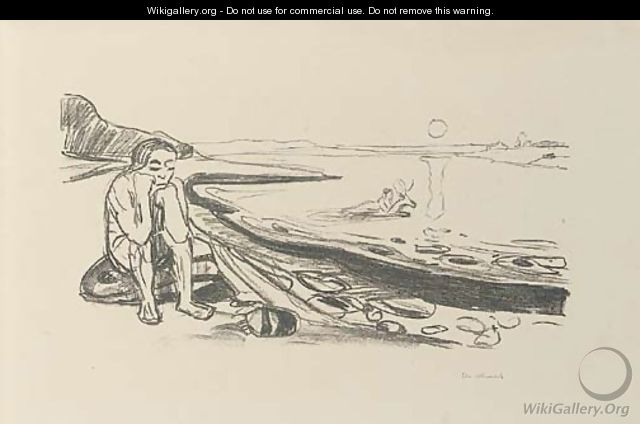 Wikigallery.org - Do not use for commercial use. Do not remove this warning.
WikiGallery.Org